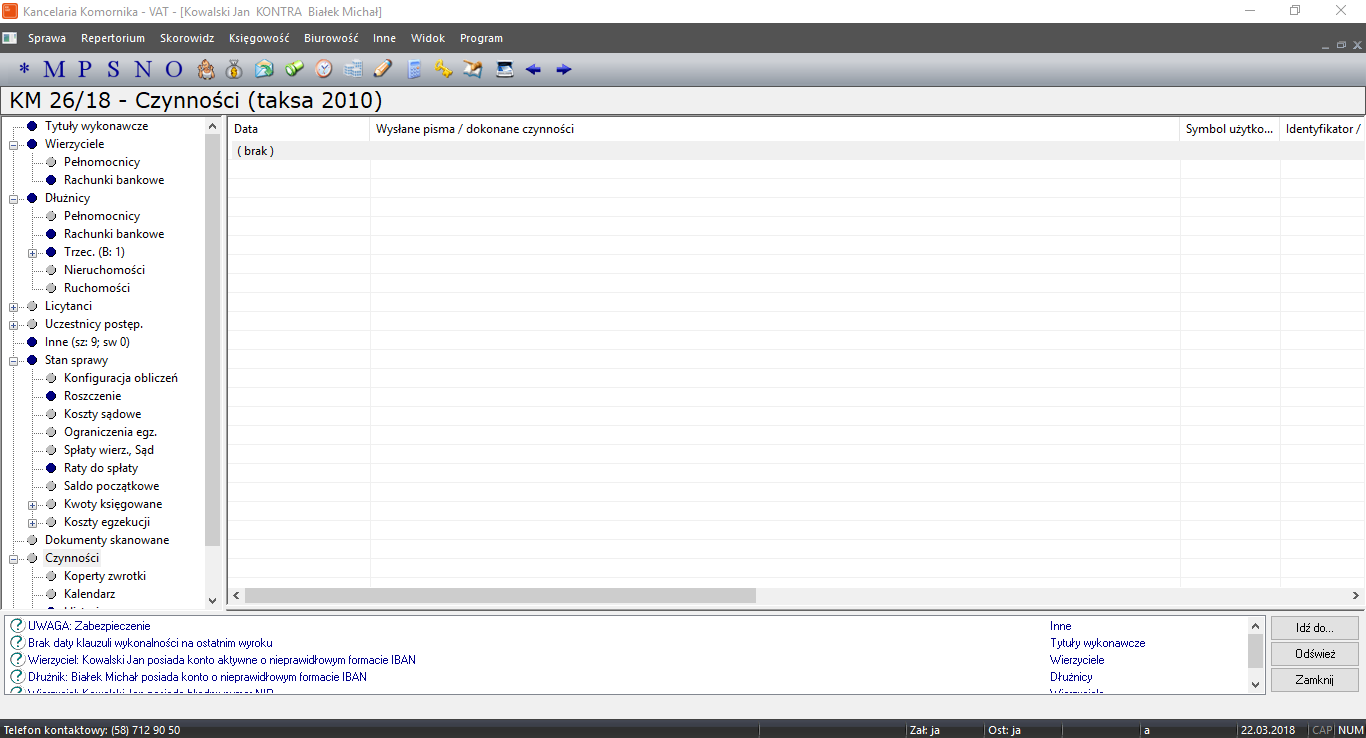 Kancelaria Komornika - VAT - [Kowalski Jan KONTRA Białek Michał]
Sprawa Repertorium Skorowidz Księgowość Biurowość Inne Widok Program
* M P S N O
KM 26/18 - Czynności (taksa 2010)
Tytuły wykonawcze
Wierzyciele
Pełnomocnicy
Rachunki bankowe
Dłużnicy
Pełnomocnicy
Rachunki bankowe
Trzec. (B: 1)
Nieruchomości
Ruchomości
Licytanci
Uczestnicy postęp.
Inne (sz: 9; sw 0)
Stan sprawy
Konfiguracja obliczeń
Roszczenie
Koszty sądowe
Ograniczenia egz.
Spłaty wierz., Sąd
Raty do spłaty
Saldo początkowe
Kwoty księgowane
Koszty egzekucji
Dokumenty skanowane
Czynności
Koperty zwrotki
Kalendarz
Data Wysłane pisma / dokonane czynności Symbol użytko... Identyfikator /
( brak )
UWAGA: Zabezpieczenie Inne
Brak daty klauzuli wykonalności na ostatnim wyroku Tytuły wykonawcze
Wierzyciel: Kowalski Jan posiada konto aktywne o nieprawidłowym formacie IBAN Wierzyciele
Dłużnik: Białek Michał posiada konto o nieprawidłowym formacie IBAN Dłużnicy
Idź do...
Odśwież
Zamknij
Telefon kontaktowy: (58) 712 90 50 Zał: ja Ost: ja a 22.03.2018 CAP NUM